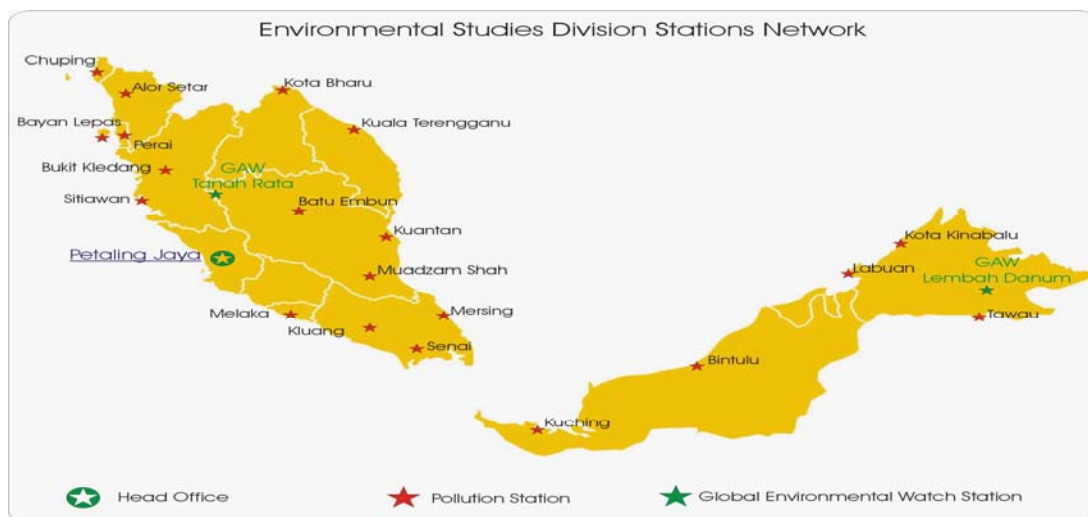 Environmental Studies Division Stations Network
Chuping
Alor Setar
Kota Bharu
Bayan Lepas
Perai
Kuala Terengganu
Bukit Kledang
GAW
Tanah Rata
Sitiawan
Batu Embun
Kuantan
Petaling Jaya
Muadzam Shah
Melaka
Kluang
Mersing
Senai
Kota Kinabalu
Labuan
GAW
Lembah Danum
Tawau
Bintulu
Kuching
Head Office
Pollution Station
Global Environmental Watch Station